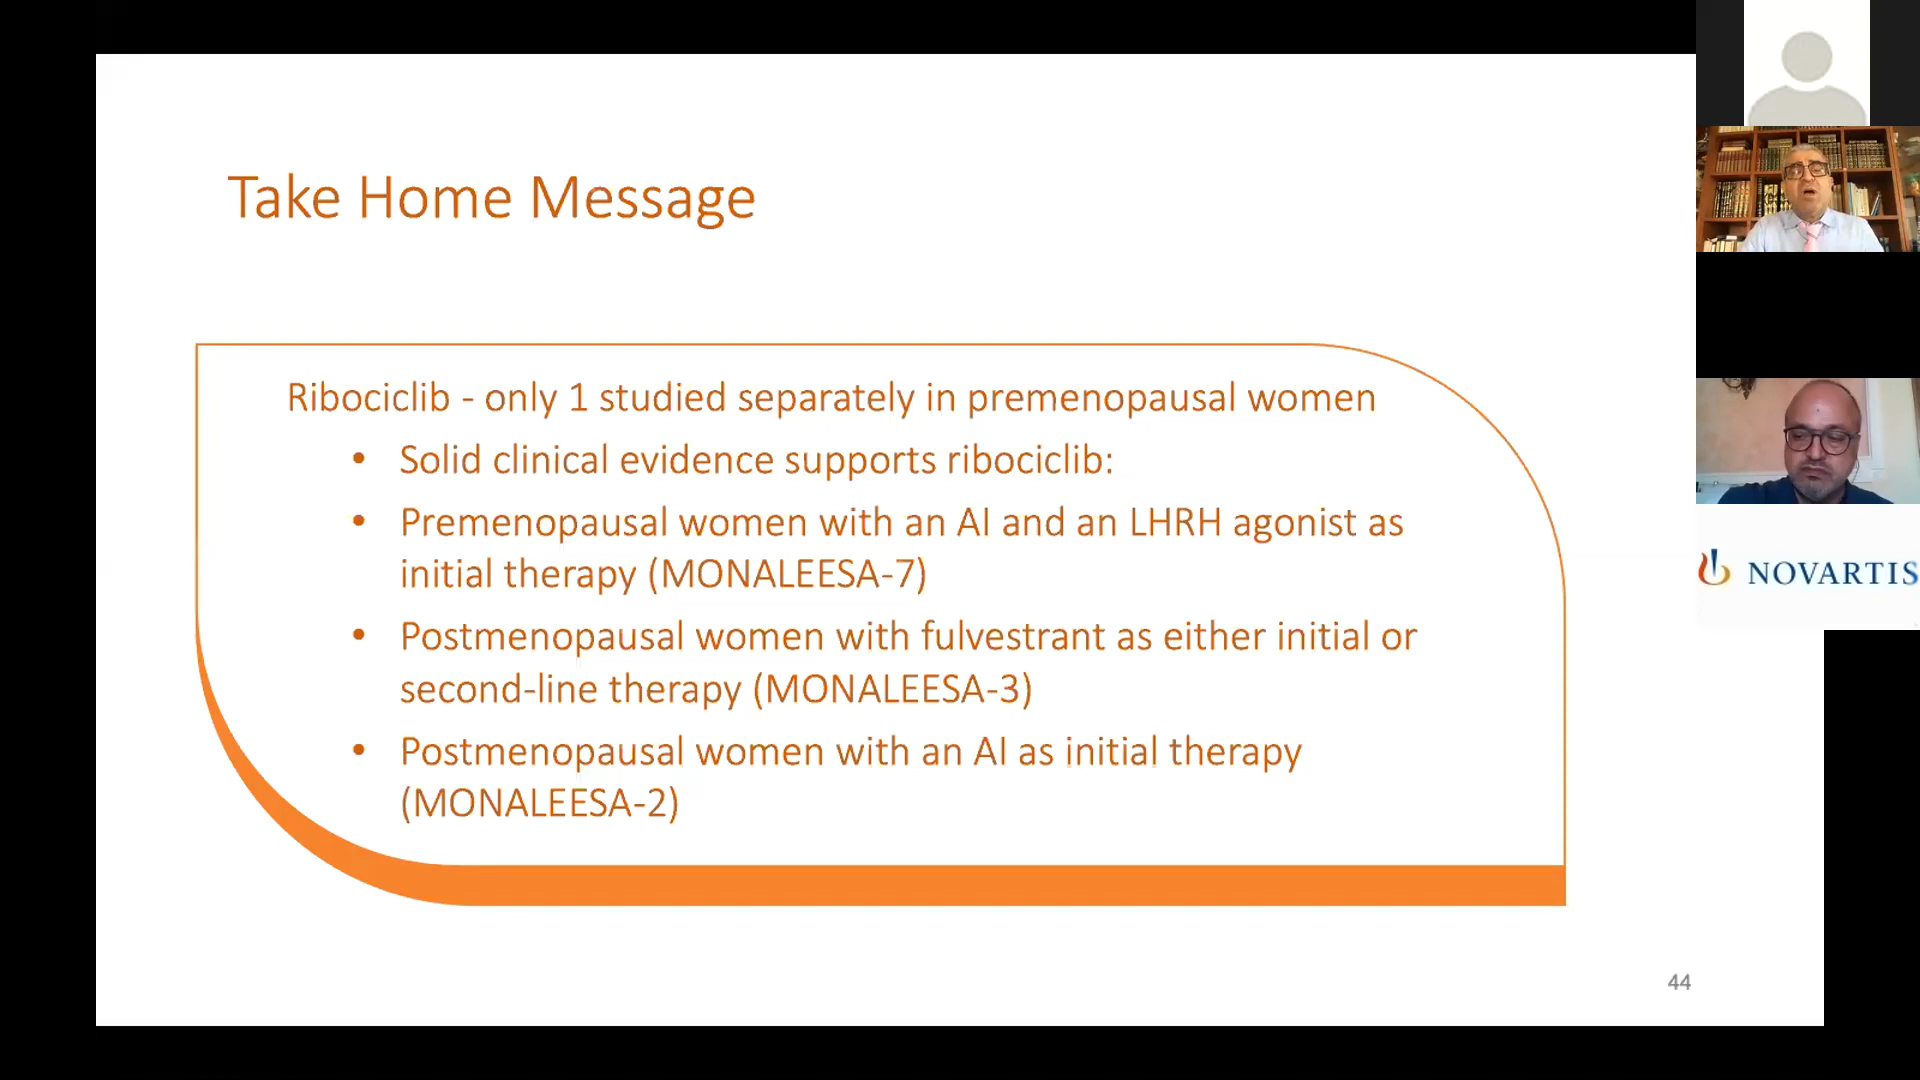 Take Home Message
Ribociclib - only 1 studied separately in premenopausal women
• Solid clinical evidence supports ribociclib:
• Premenopausal women with an AI and an LHRH agonist as
initial therapy (MONALEESA-7)
• Postmenopausal women with fulvestrant as either initial or
second-line therapy (MONALEESA-3)
• Postmenopausal women with an AI as initial therapy
(MONALEESA-2)
44
NOVARTIS